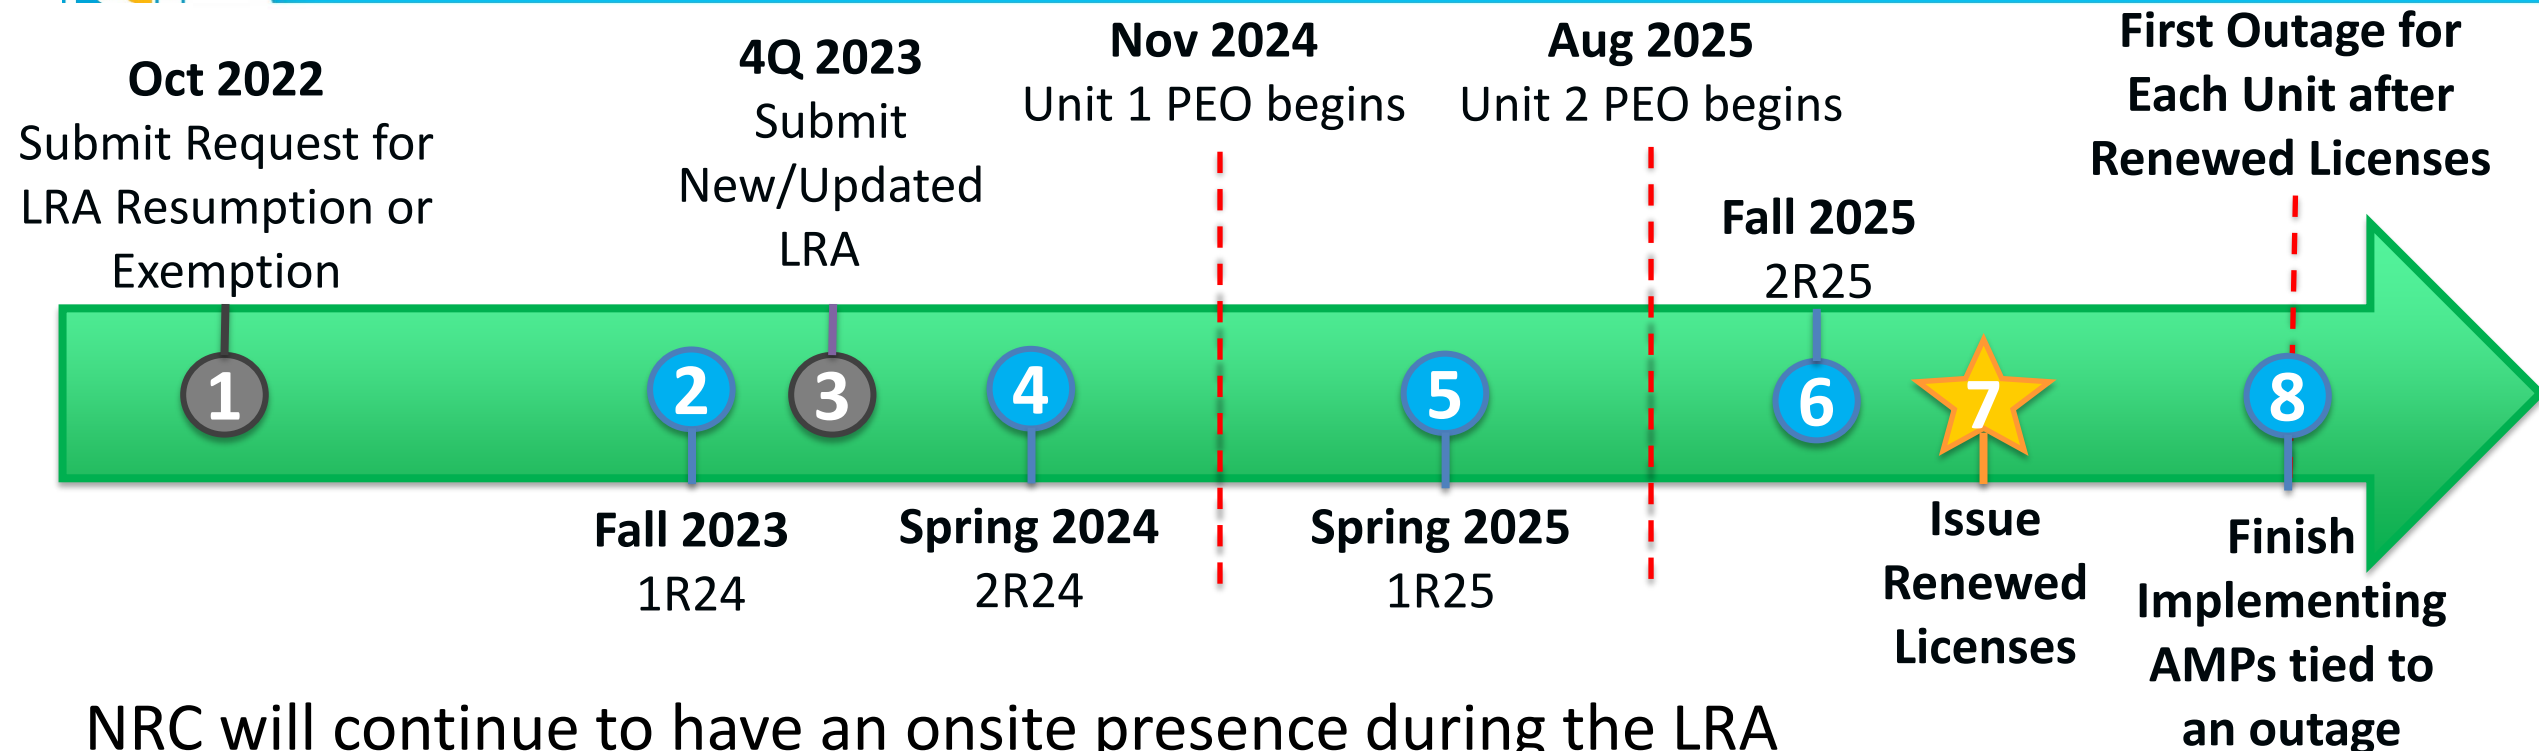 Oct 2022
Submit Request for
LRA Resumption or
Exemption
4Q 2023
Submit
New/Updated
LRA
Nov 2024
Unit 1 PEO begins
Aug 2025
Unit 2 PEO begins
Fall 2025
2R25
First Outage for
Each Unit after
Renewed Licenses
1
2
3
4
5
6
7
8
Fall 2023
1R24
Spring 2024
2R24
Spring 2025
1R25
Issue
Renewed
Licenses
Finish
Implementing
AMPs tied to
an outage
NRC will continue to have an onsite presence during the LRA